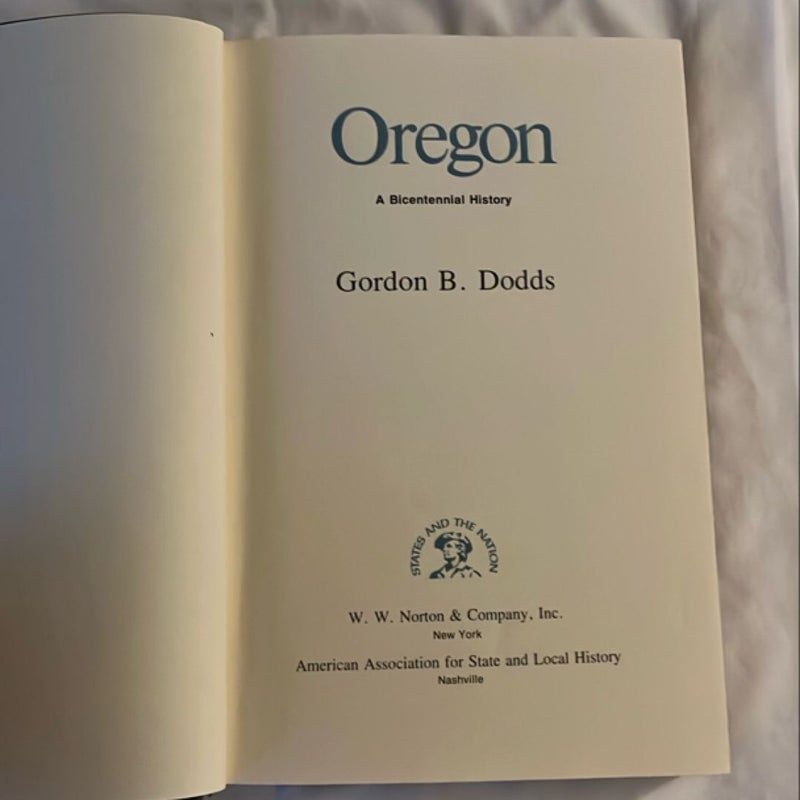 Oregon
A Bicentennial History
Gordon B. Dodds
STATES AND THE NATION
W. W. Norton & Company, Inc.
New York
American Association for State and Local History
Nashville